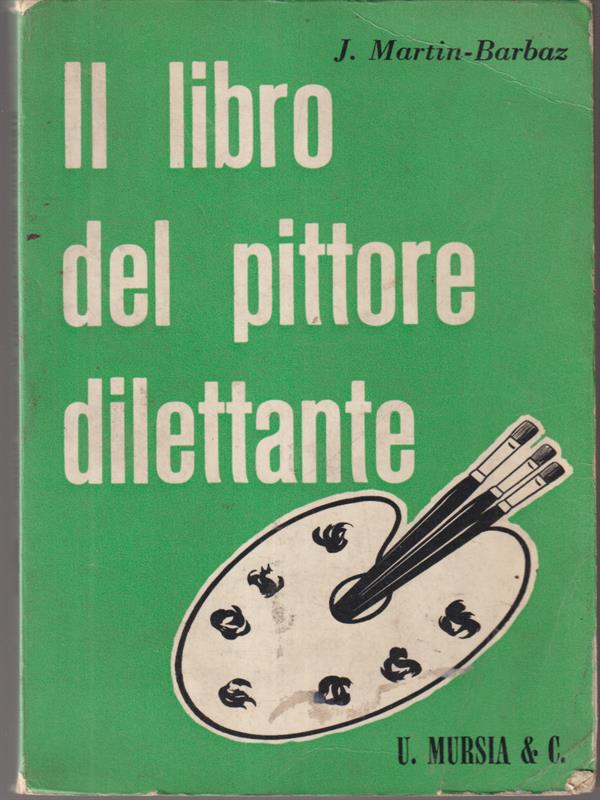 J. Martin-Barbaz
Il libro
del pittore
dilettante
U. MURSIA & C.